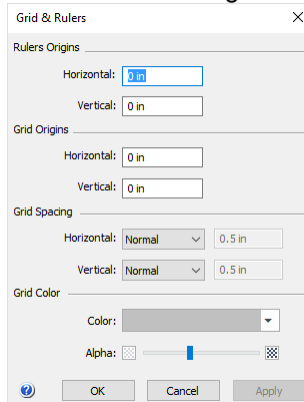 Grid & Rulers
Rulers Origins
Horizontal: 0 in
Vertical: 0 in
Grid Origins
Horizontal: 0 in
Vertical: 0 in
Grid Spacing
Horizontal: Normal 0.5 in
Vertical: Normal 0.5 in
Grid Color
Color:
Alpha:
OK Cancel Apply